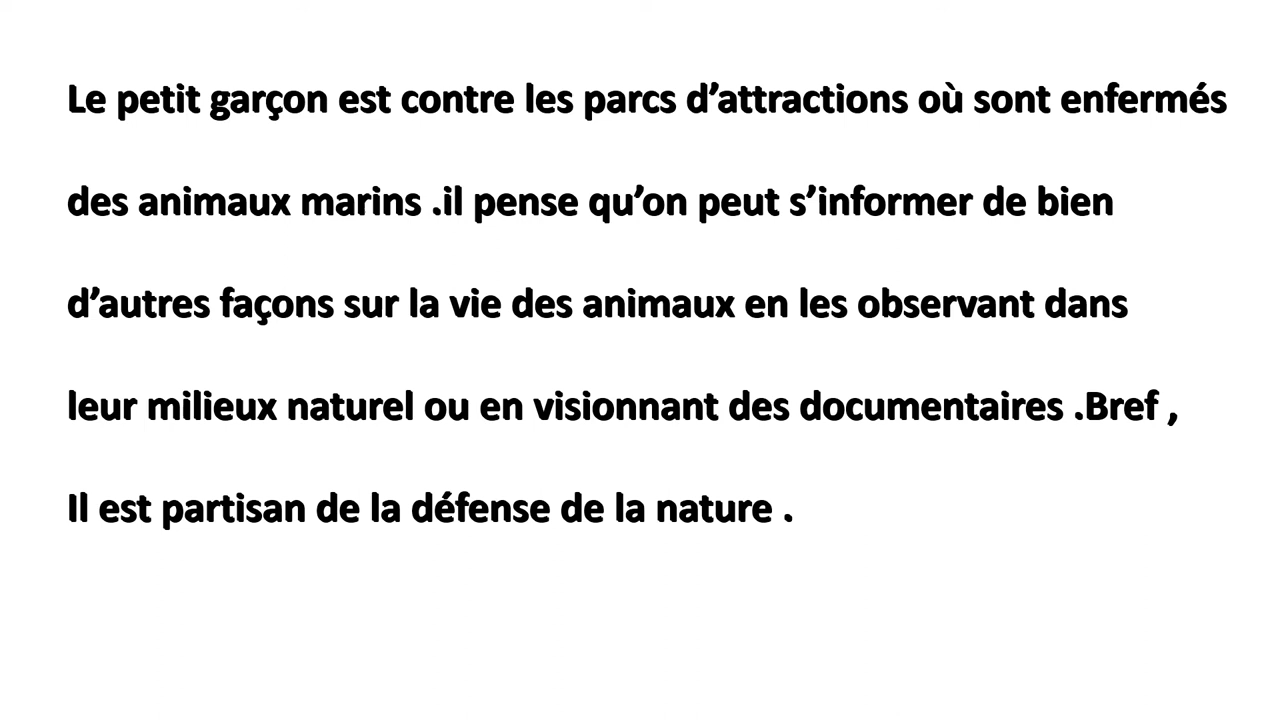 Le petit garçon est contre les parcs d’attractions où sont enfermés
des animaux marins .il pense qu’on peut s’informer de bien
d’autres façons sur la vie des animaux en les observant dans
leur milieux naturel ou en visionnant des documentaires .Bref ,
Il est partisan de la défense de la nature .